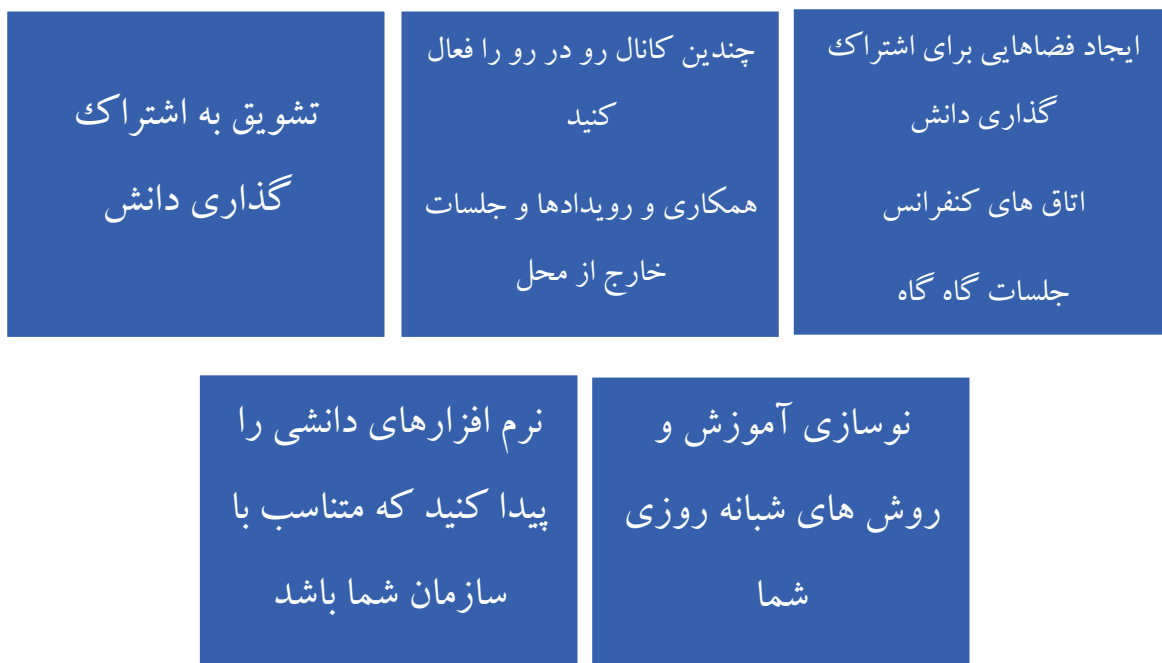 ایجاد فضاهایی برای اشتراک
گذاری دانش
اتاق های کنفرانس
جلسات گاه گاه
چندین کانال رو در رو را فعال
کنید
همکاری و رویدادها و جلسات
خارج از محل
تشویق به اشتراک
گذاری دانش
نوسازی آموزش و
روش های شبانه روزی
شما
نرم افزارهای دانشی را
پیدا کنید که متناسب با
سازمان شما باشد